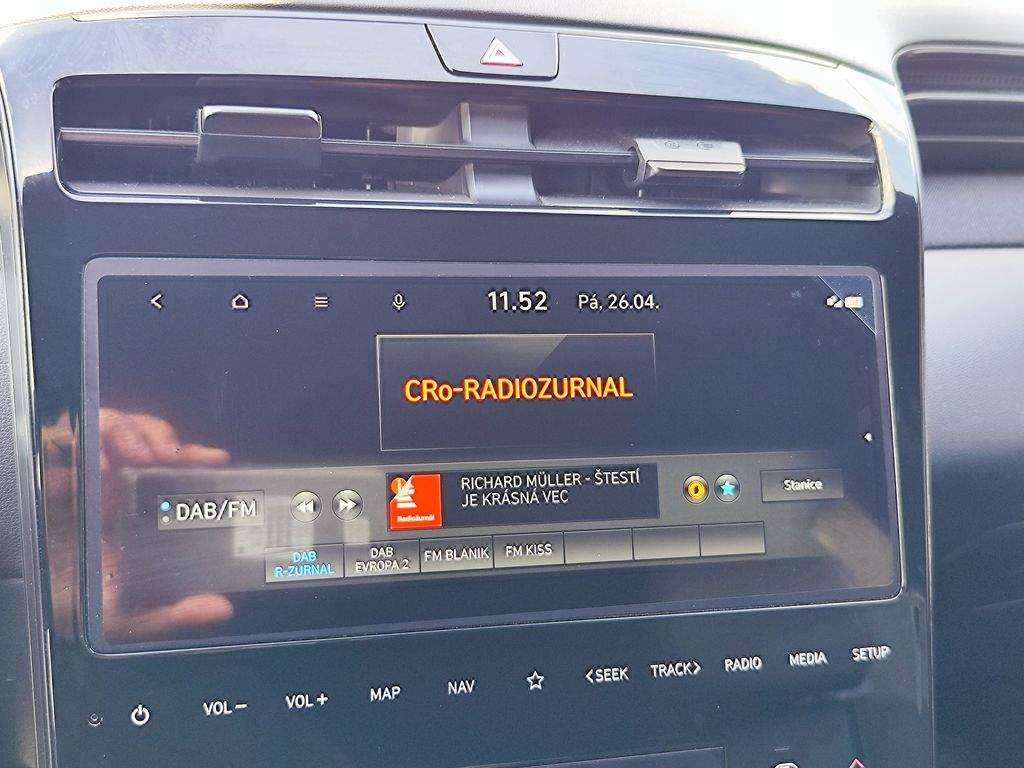 11.52 Pá, 26.04.
CRo-RADIOZURNAL
DAB/FM
Radiožurnál
RICHARD MÜLLER - ŠTESTÍ
JE KRÁSNÁ VEC
Stanice
DAB
R-ZURNAL
DAB
EVROPA 2
FM BLANIK
FM KISS
VOL− VOL+ MAP NAV <SEEK TRACK> RADIO MEDIA SETUP